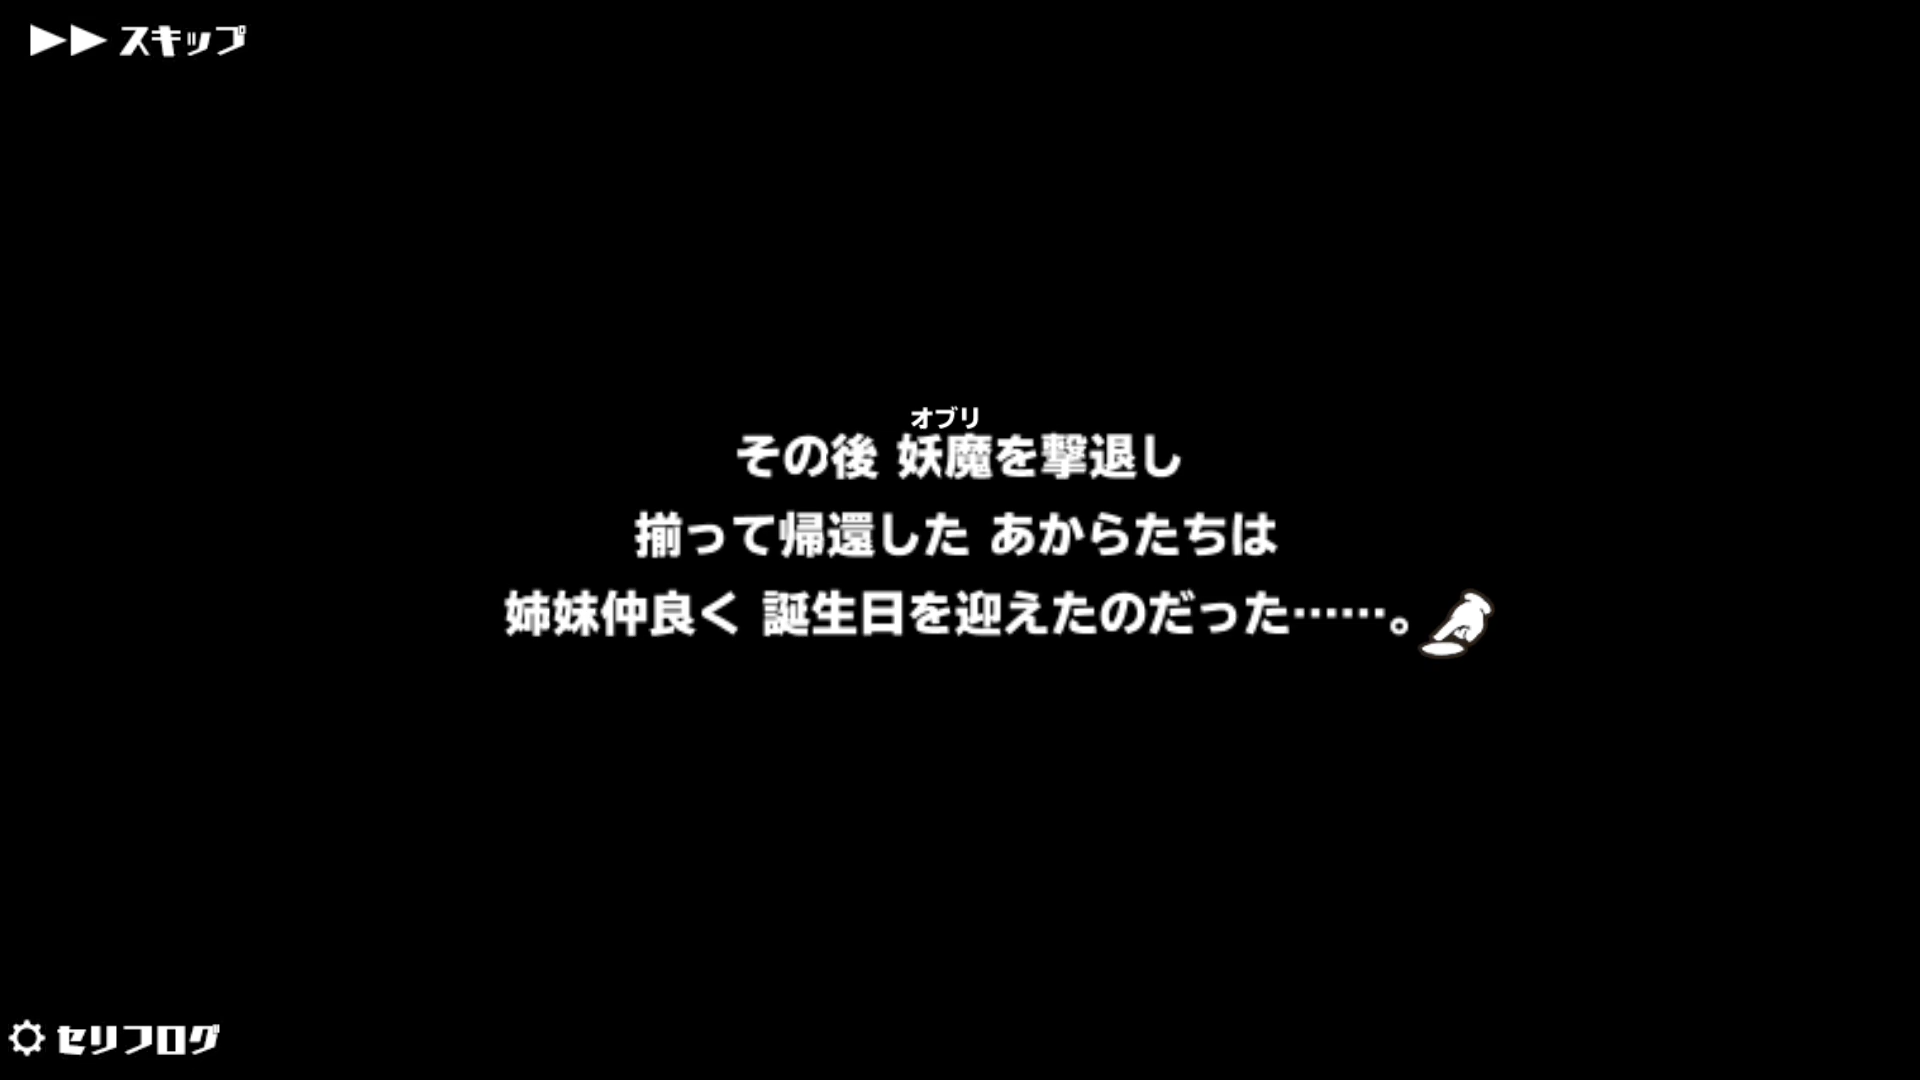 スキップ
オブリ
その後 妖魔を撃退し
揃って帰還した あからたちは
姉妹仲良く 誕生日を迎えたのだった……。
セリフログ